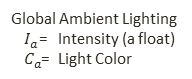 Global Ambient Lighting
Ia= Intensity (a float)
Ca= Light Color